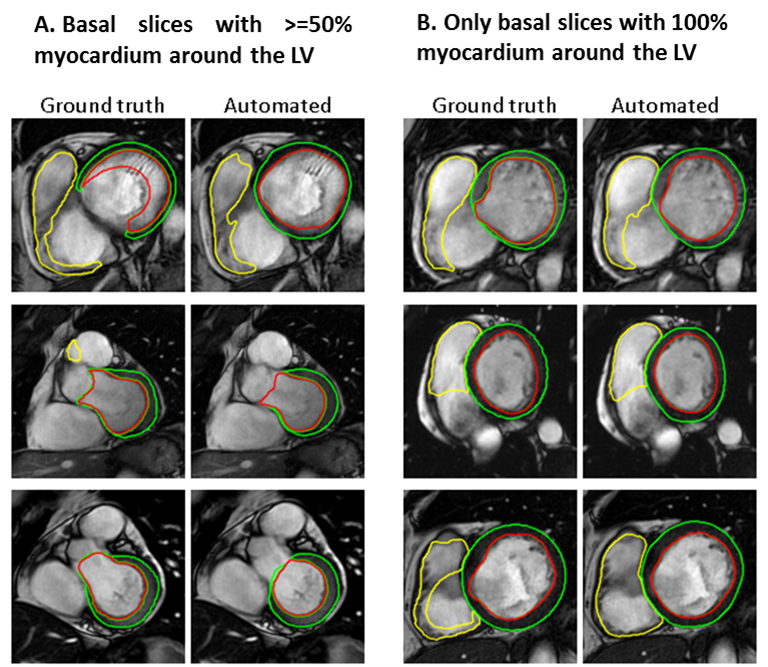 A. Basal slices with >=50%
myocardium around the LV
B. Only basal slices with 100%
myocardium around the LV
Ground truth
Automated
Ground truth
Automated